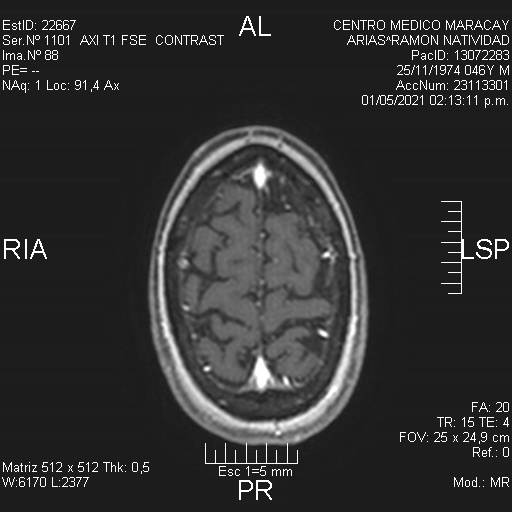 EstID: 22667
Ser.Nº 1101 AXI T1 FSE CONTRAST
Ima.Nº 88
PE= --
NAq: 1 Loc: 91,4 Ax
AL
CENTRO MEDICO MARACAY
ARIAS^RAMON NATIVIDAD
PacID: 13072283
25/11/1974 046Y M
AccNum: 23113301
01/05/2021 02:13:11 p.m.
RIA
LSP
FA: 20
TR: 15 TE: 4
FOV: 25 x 24,9 cm
Ref.: 0
Matriz 512 x 512 Thk: 0,5
W:6170 L:2377
Esc 1=5 mm
PR
Mod.: MR